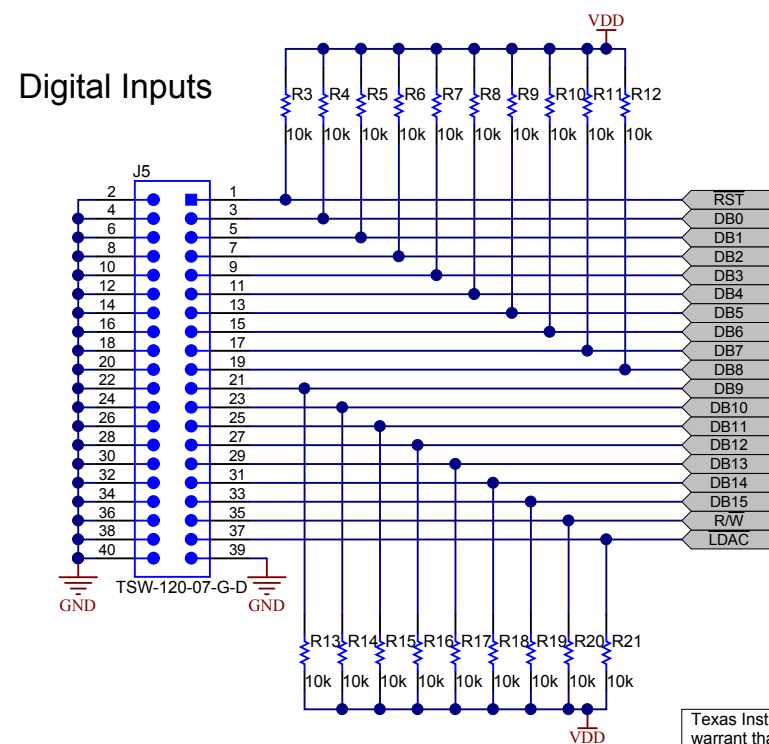 VDD
Digital Inputs
R3 R4 R5 R6 R7 R8 R9 R10 R11 R12
10k 10k 10k 10k 10k 10k 10k 10k 10k 10k
J5
2 1 RST
4 3 DB0
6 5 DB1
8 7 DB2
10 9 DB3
12 11 DB4
14 13 DB5
16 15 DB6
18 17 DB7
20 19 DB8
22 21 DB9
24 23 DB10
26 25 DB11
28 27 DB12
30 29 DB13
32 31 DB14
34 33 DB15
36 35 R/W
38 37 LDAC
40 39
TSW-120-07-G-D
GND GND
R13 R14 R15 R16 R17 R18 R19 R20 R21
10k 10k 10k 10k 10k 10k 10k 10k 10k
VDD
Texas Inst
warrant tha